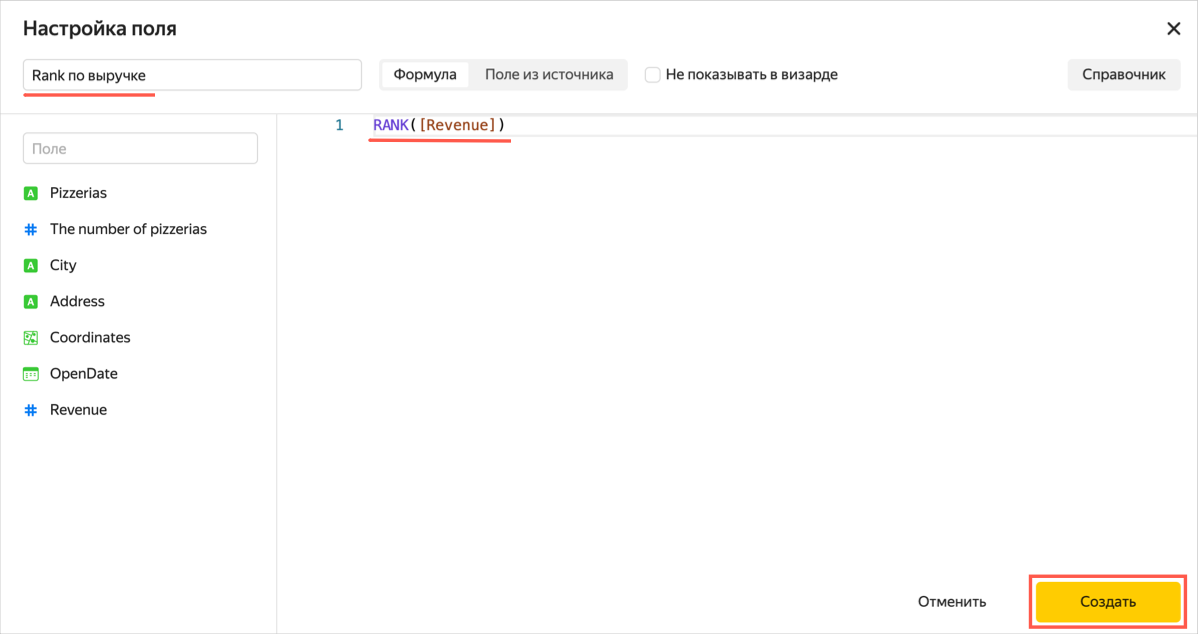 Настройка поля
Rank по выручке
Формула
Поле из источника
Не показывать в визарде
Справочник
Поле
A Pizzerias
# The number of pizzerias
A City
A Address
Coordinates
OpenDate
# Revenue
1 RANK([Revenue])
Отменить
Создать